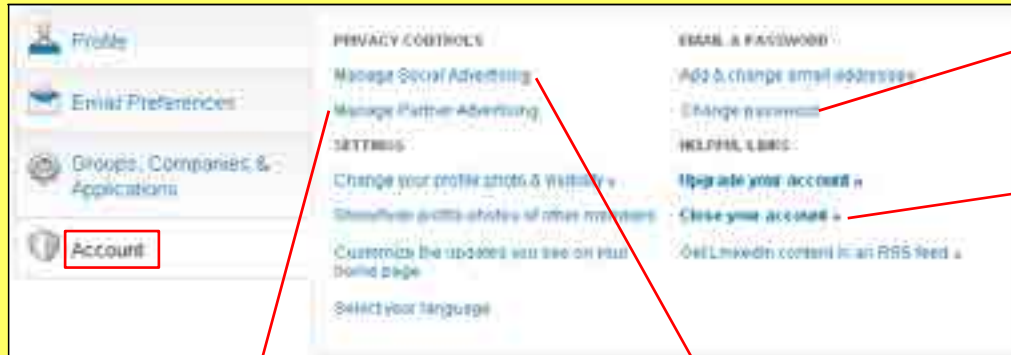 Profile
Email Preferences
Groups, Companies &
Applications
Account
PRIVACY CONTROLS
Manage Social Advertising
Manage Partner Advertising
SETTINGS
Change your profile photo & visibility »
Show/hide profile photos of other members
Customize the updates you see on your
home page
Select your language
EMAIL & PASSWORD
Add & change email addresses
Change password
HELPFUL LINKS
Upgrade your account »
Close your account »
Get LinkedIn content in an RSS feed »